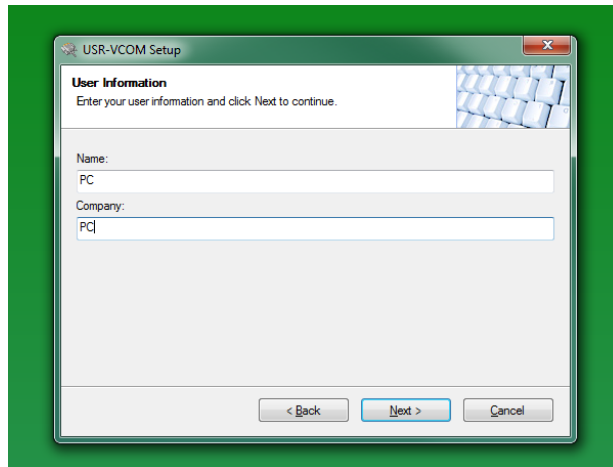 USR-VCOM Setup
User Information
Enter your user information and click Next to continue.
Name:
PC
Company:
PC
< Back
Next >
Cancel